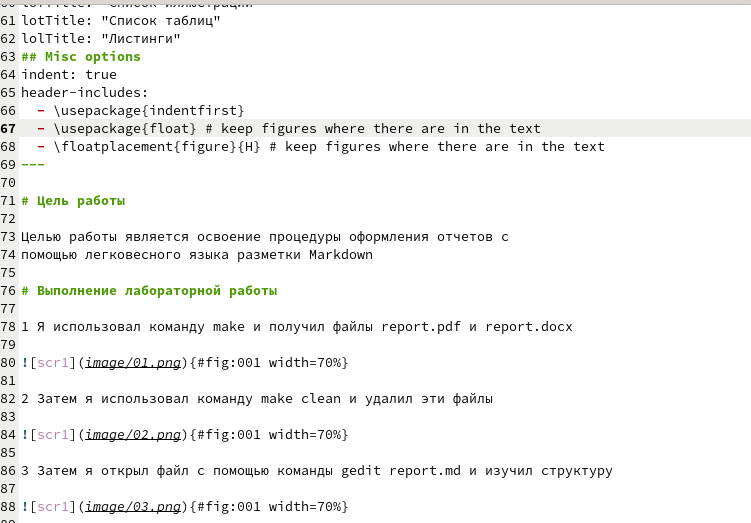 61 lotTitle: "Список таблиц"
62 lolTitle: "Листинги"
63 ## Misc options
64 indent: true
65 header-includes:
66   - \usepackage{indentfirst}
67   - \usepackage{float} # keep figures where there are in the text
68   - \floatplacement{figure}{H} # keep figures where there are in the text
69 ---
70
71 # Цель работы
72
73 Целью работы является освоение процедуры оформления отчетов с
74 помощью легковесного языка разметки Markdown
75
76 # Выполнение лабораторной работы
77
78 1 Я использовал команду make и получил файлы report.pdf и report.docx
79
80 ![scr1](image/01.png){#fig:001 width=70%}
81
82 2 Затем я использовал команду make clean и удалил эти файлы
83
84 ![scr1](image/02.png){#fig:001 width=70%}
85
86 3 Затем я открыл файл с помощью команды gedit report.md и изучил структуру
87
88 ![scr1](image/03.png){#fig:001 width=70%}